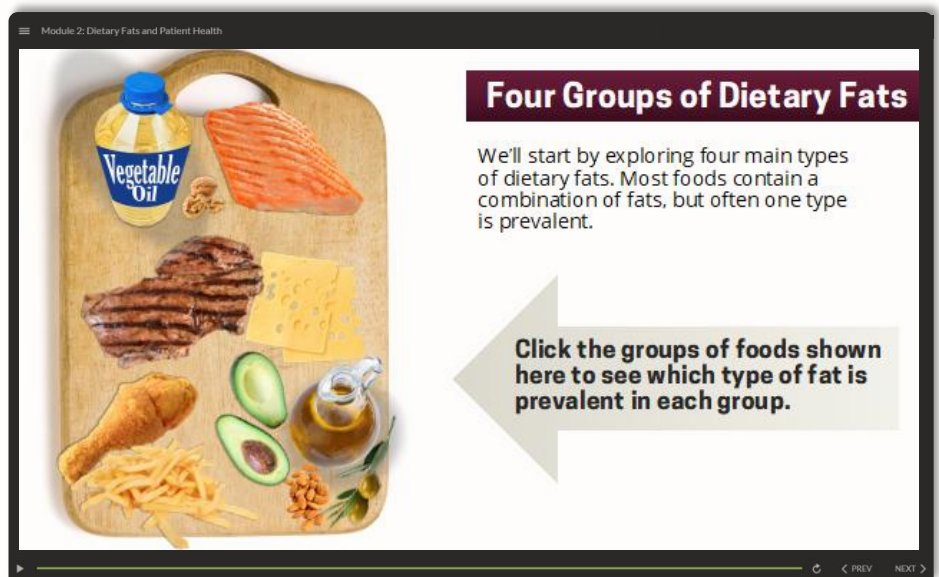 Module 2: Dietary Fats and Patient Health
Vegetable
Oil
Four Groups of Dietary Fats
We'll start by exploring four main types
of dietary fats. Most foods contain a
combination of fats, but often one type
is prevalent.
Click the groups of foods shown
here to see which type of fat is
prevalent in each group.
PREV
NEXT